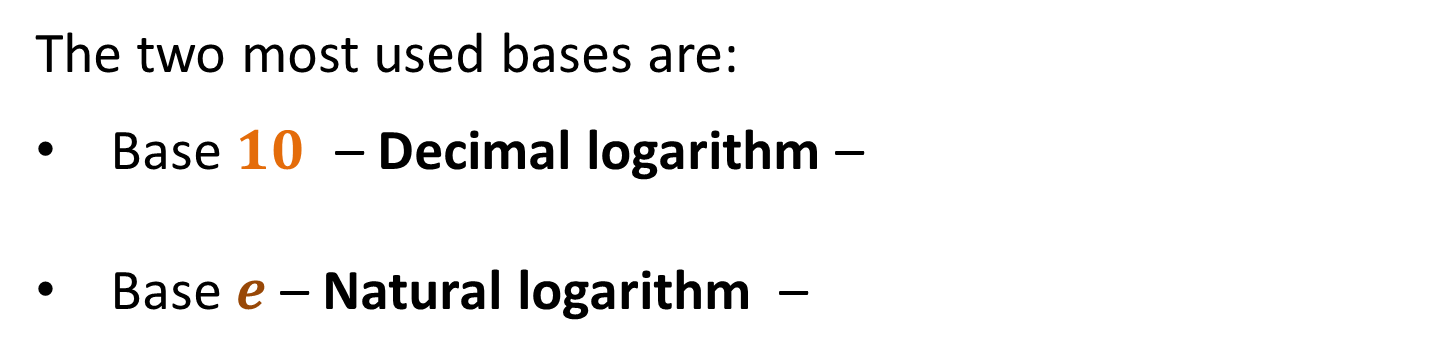 The two most used bases are:
• Base 10 – Decimal logarithm –
• Base e – Natural logarithm –